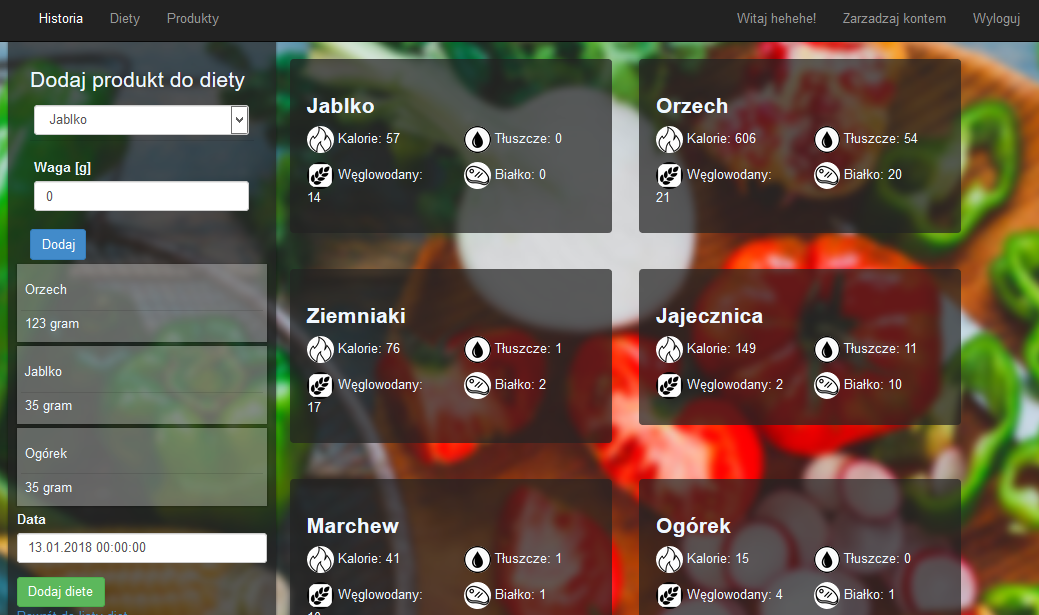 Historia Diety Produkty Witaj hehehe! Zarzadzaj kontem Wyloguj
Dodaj produkt do diety
Jablko
Waga [g]
0
Dodaj
Orzech
123 gram
Jablko
35 gram
Ogórek
35 gram
Data
13.01.2018 00:00:00
Dodaj diete
Jablko
Kalorie: 57 Tłuszcze: 0
Węglowodany: Białko: 0
14
Orzech
Kalorie: 606 Tłuszcze: 54
Węglowodany: Białko: 20
21
Ziemniaki
Kalorie: 76 Tłuszcze: 1
Węglowodany: Białko: 2
17
Jajecznica
Kalorie: 149 Tłuszcze: 11
Węglowodany: 2 Białko: 10
Marchew
Kalorie: 41 Tłuszcze: 1
Węglowodany: Białko: 1
Ogórek
Kalorie: 15 Tłuszcze: 0
Węglowodany: 4 Białko: 1